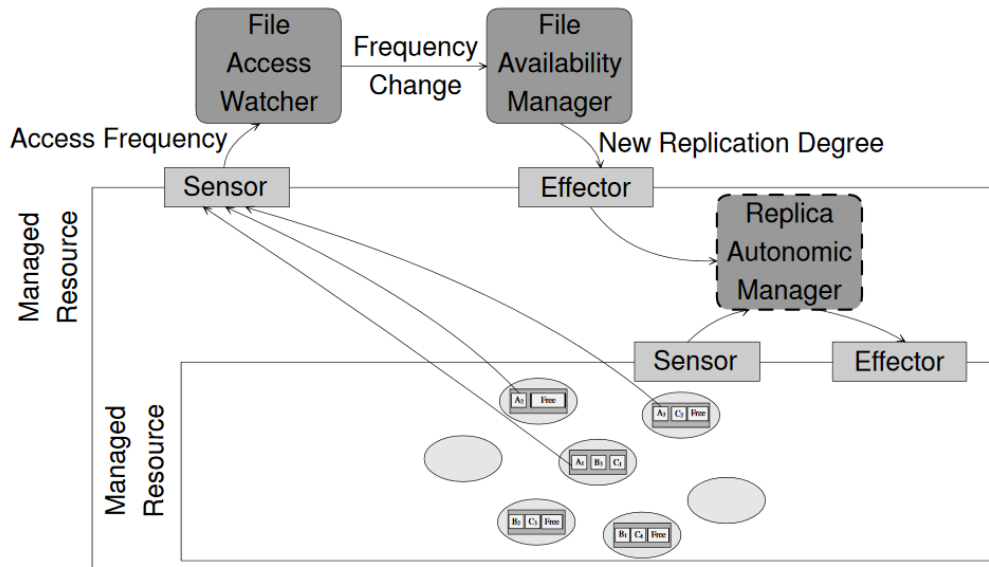 File
Access
Watcher
Frequency
Change
File
Availability
Manager
Access Frequency
New Replication Degree
Sensor
Effector
Managed
Resource
Replica
Autonomic
Manager
Sensor
Effector
Managed
Resource
A₂ Free
A₃ C₂ Free
A₁ B₃ C₁
B₂ C₃ Free
B₁ C₄ Free